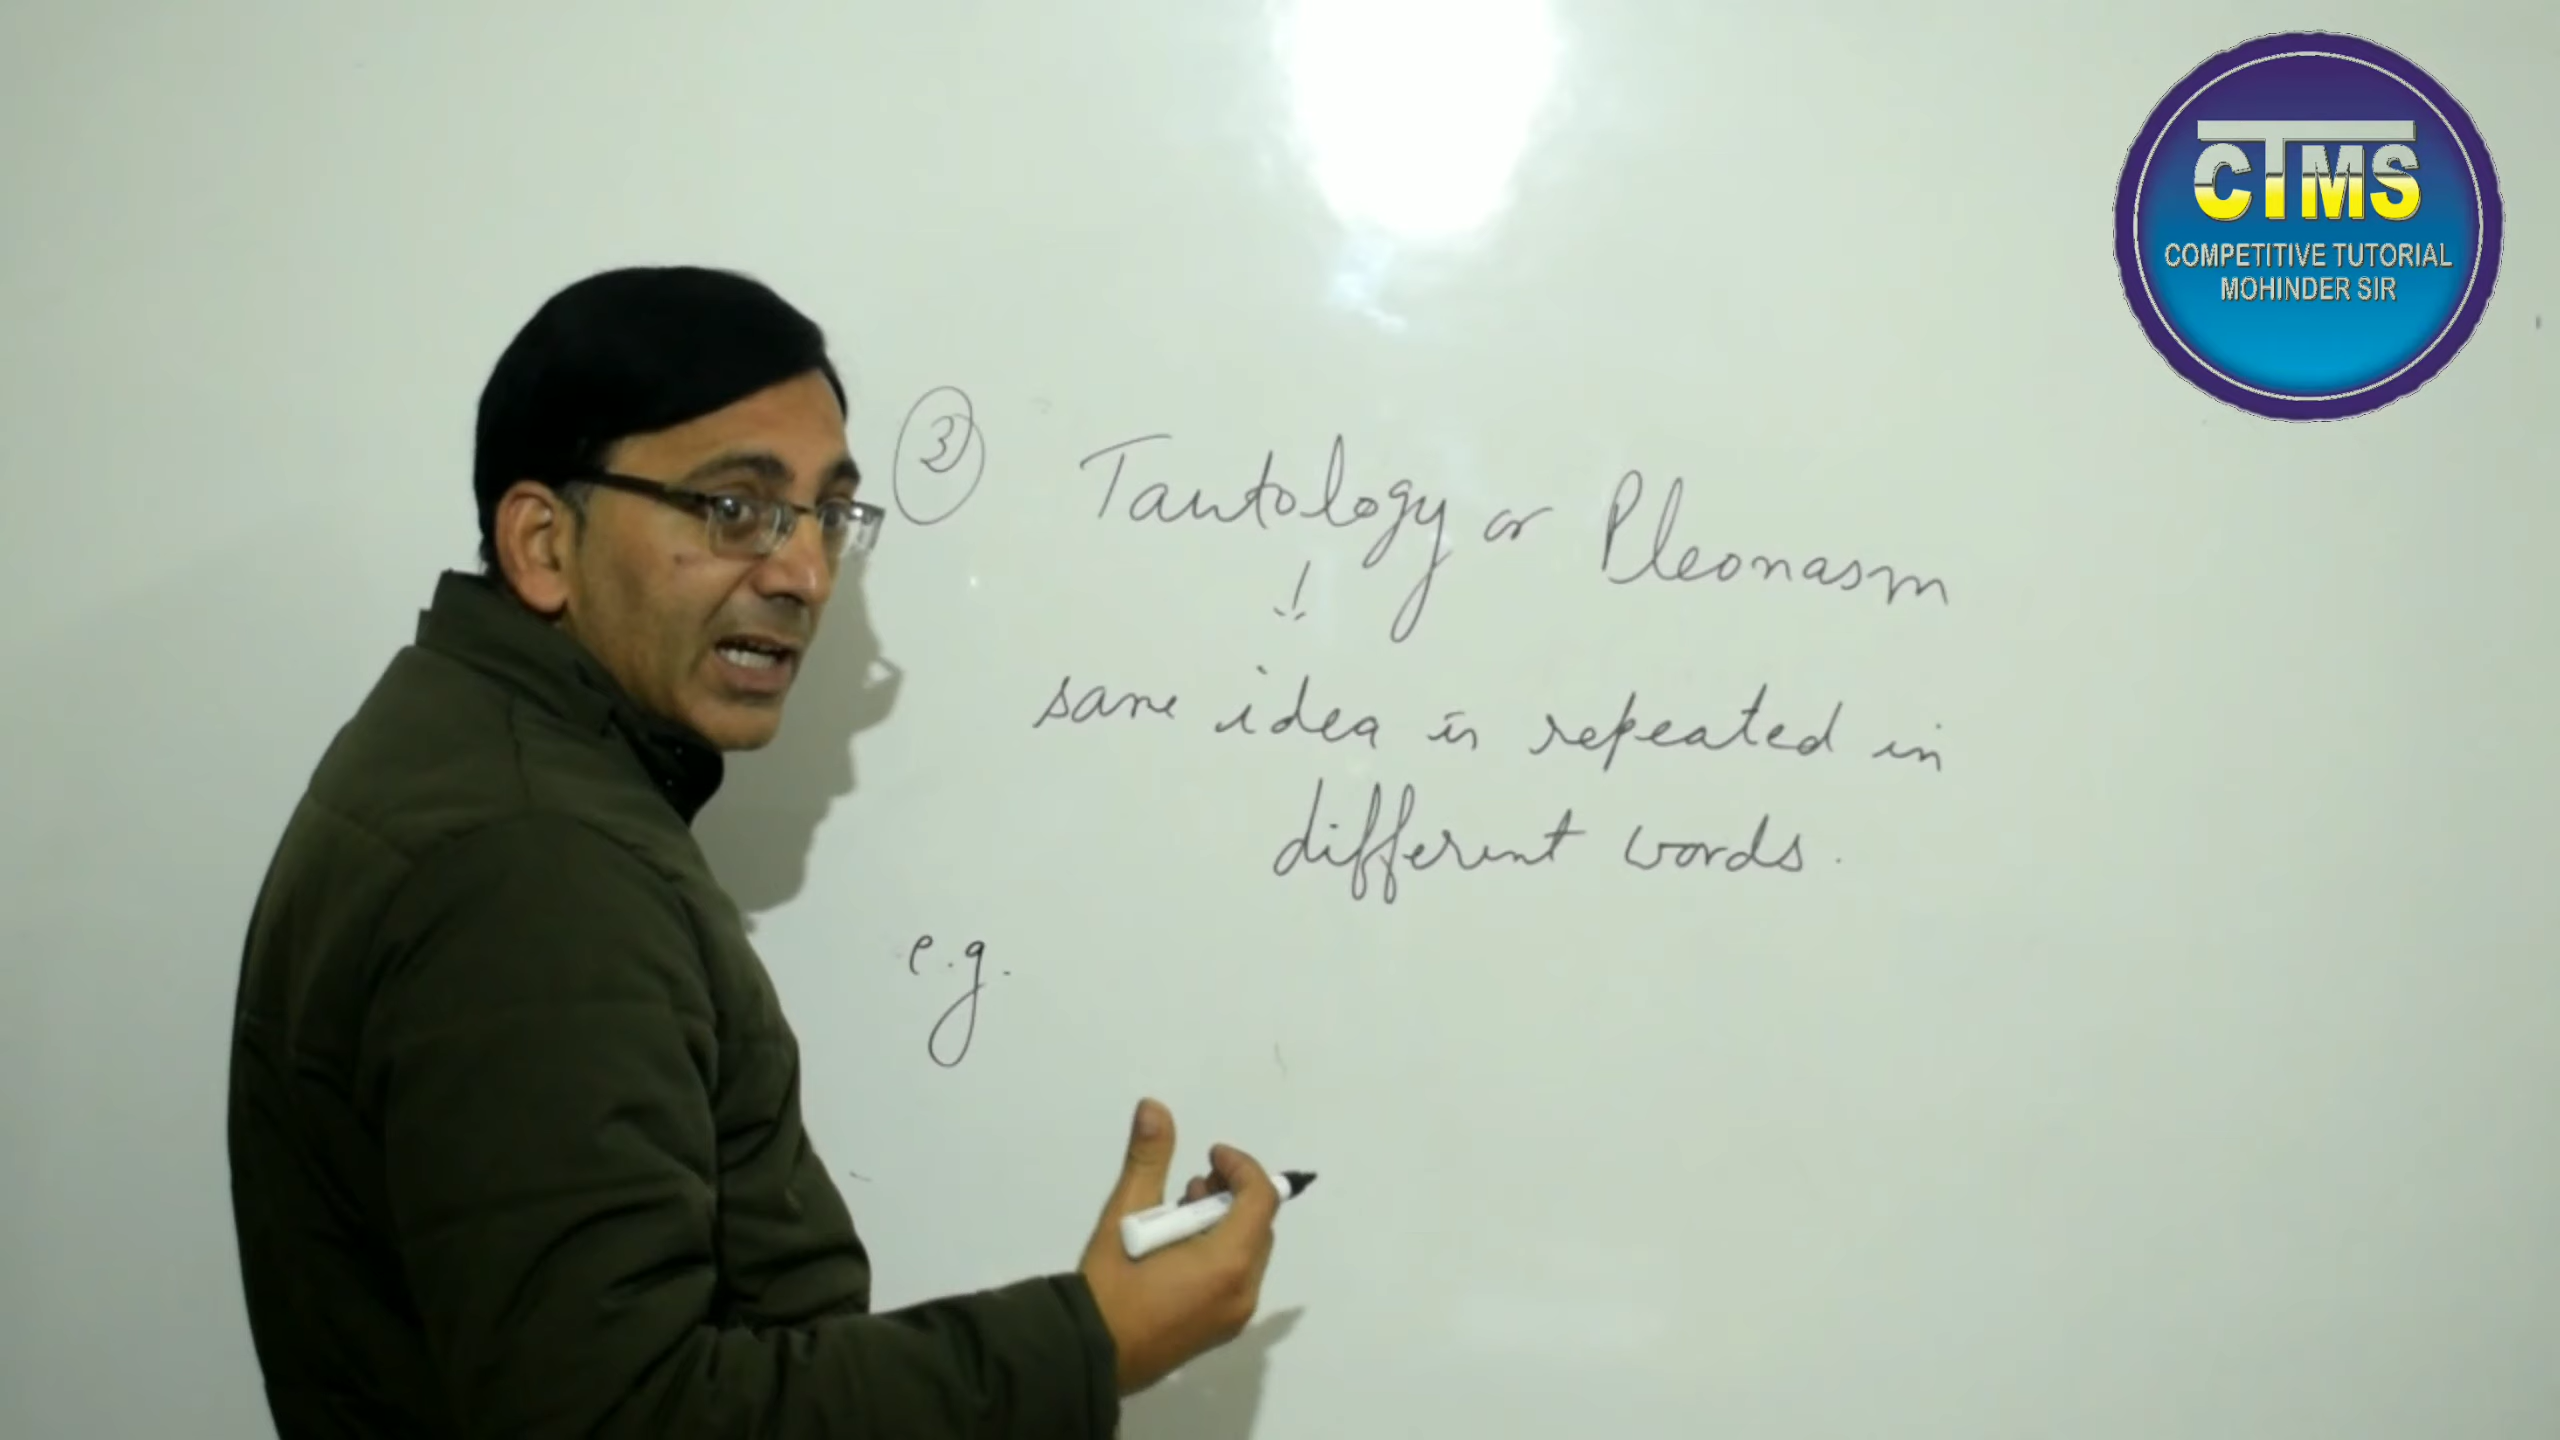 CTMS
COMPETITIVE TUTORIAL
MOHINDER SIR
3
Tautology or Pleonasm
same idea is repeated in
different words.
e.g.